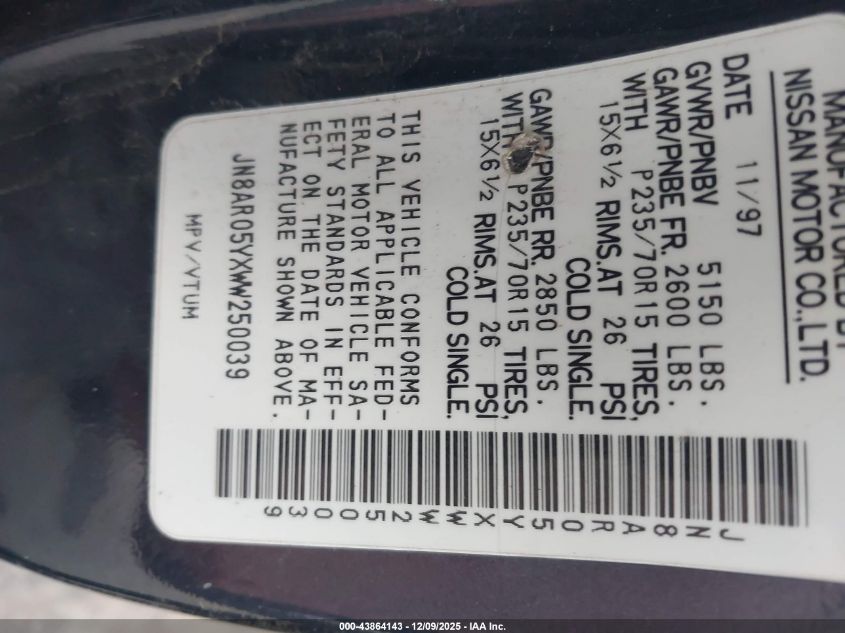 MANUFACTURED BY
NISSAN MOTOR CO.,LTD.
DATE 11/97
GVWR/PNBV 5150 LBS.
GAWR/PNBE FR. 2600 LBS.
WITH P235/70R15 TIRES,
15X6½ RIMS.AT 26 PSI
COLD SINGLE.
GAWR/PNBE RR. 2850 LBS.
WITH P235/70R15 TIRES,
15X6½ RIMS.AT 26 PSI
COLD SINGLE.
THIS VEHICLE CONFORMS
TO ALL APPLICABLE FED-
ERAL MOTOR VEHICLE SA-
FETY STANDARDS IN EFF-
ECT ON THE DATE OF MA-
NUFACTURE SHOWN ABOVE.
JN8AR05YXWW250039
MPV/VTUM
JN8AR05YXWW250039
000-43864143 - 12/09/2025 - IAA Inc.